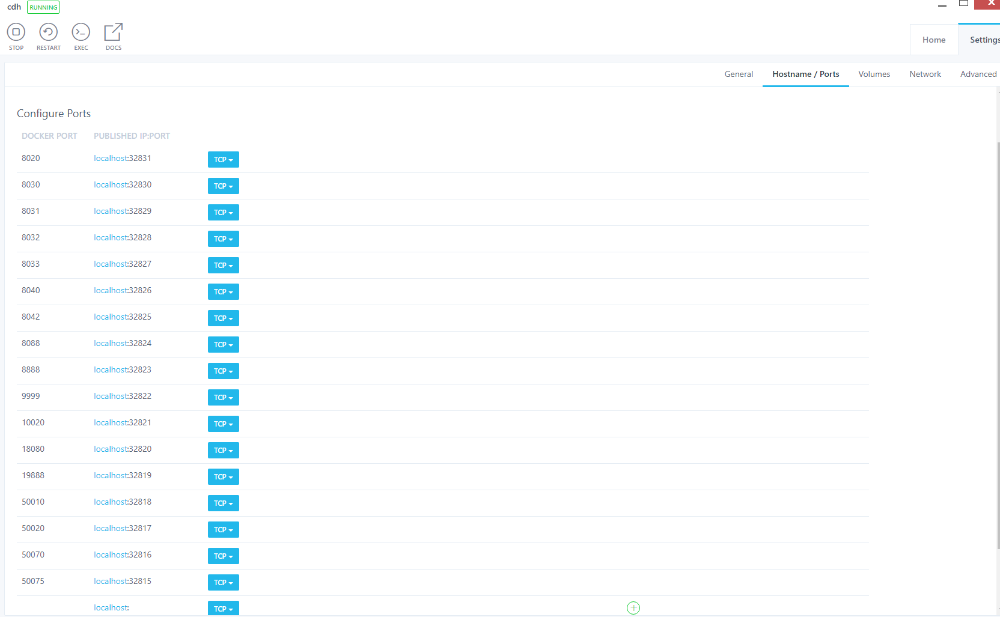 cdh RUNNING
STOP RESTART EXEC DOCS
Home Settings
General Hostname / Ports Volumes Network Advanced
Configure Ports
DOCKER PORT PUBLISHED IP:PORT
8020 localhost:32831 TCP
8030 localhost:32830 TCP
8031 localhost:32829 TCP
8032 localhost:32828 TCP
8033 localhost:32827 TCP
8040 localhost:32826 TCP
8042 localhost:32825 TCP
8088 localhost:32824 TCP
8888 localhost:32823 TCP
9999 localhost:32822 TCP
10020 localhost:32821 TCP
18080 localhost:32820 TCP
19888 localhost:32819 TCP
50010 localhost:32818 TCP
50020 localhost:32817 TCP
50070 localhost:32816 TCP
50075 localhost:32815 TCP
localhost: TCP